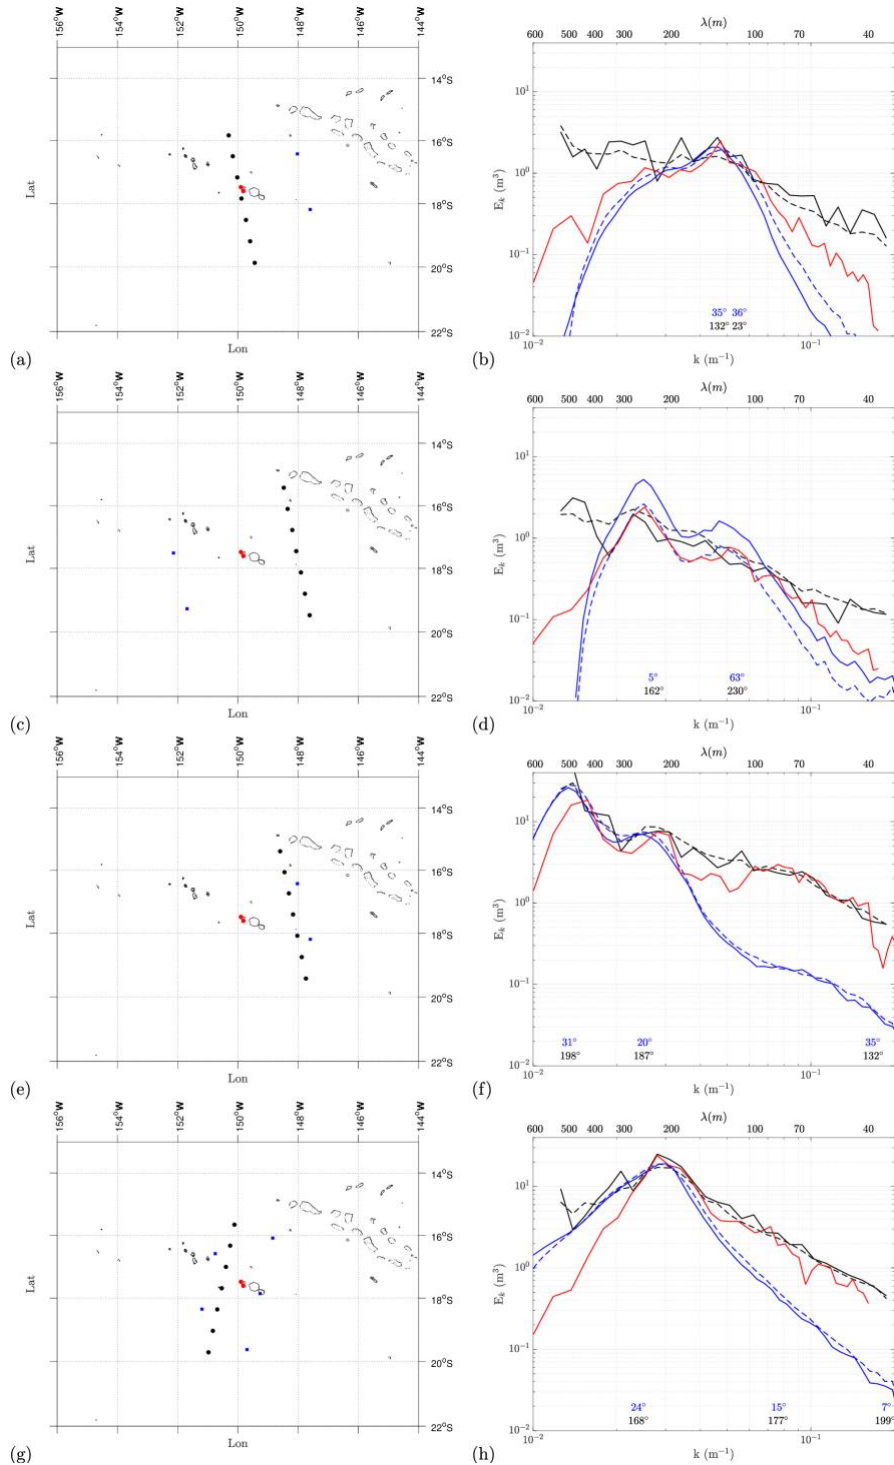 156°W 154°W 152°W 150°W 148°W 146°W 144°W
14°S
16°S
18°S
20°S
22°S
Lat
Lon
(a)
λ(m)
600 500 400 300 200 100 70 40
10¹
10⁰
10⁻¹
10⁻²
E_k (m³)
35° 36°
132° 23°
10⁻² 10⁻¹
k (m⁻¹)
(b)
156°W 154°W 152°W 150°W 148°W 146°W 144°W
14°S
16°S
18°S
20°S
22°S
Lat
Lon
(c)
λ(m)
600 500 400 300 200 100 70 40
10¹
10⁰
10⁻¹
10⁻²
E_k (m³)
5° 63°
162° 230°
10⁻² 10⁻¹
k (m⁻¹)
(d)
156°W 154°W 152°W 150°W 148°W 146°W 144°W
14°S
16°S
18°S
20°S
22°S
Lat
Lon
(e)
λ(m)
600 500 400 300 200 100 70 40
10¹
10⁰
10⁻¹
10⁻²
E_k (m³)
31° 20° 35°
198° 187° 132°
10⁻² 10⁻¹
k (m⁻¹)
(f)
156°W 154°W 152°W 150°W 148°W 146°W 144°W
14°S
16°S
18°S
20°S
22°S
Lat
Lon
(g)
λ(m)
600 500 400 300 200 100 70 40
10¹
10⁰
10⁻¹
10⁻²
E_k (m³)
24° 15° 7°
168° 177° 199°
10⁻² 10⁻¹
k (m⁻¹)
(h)